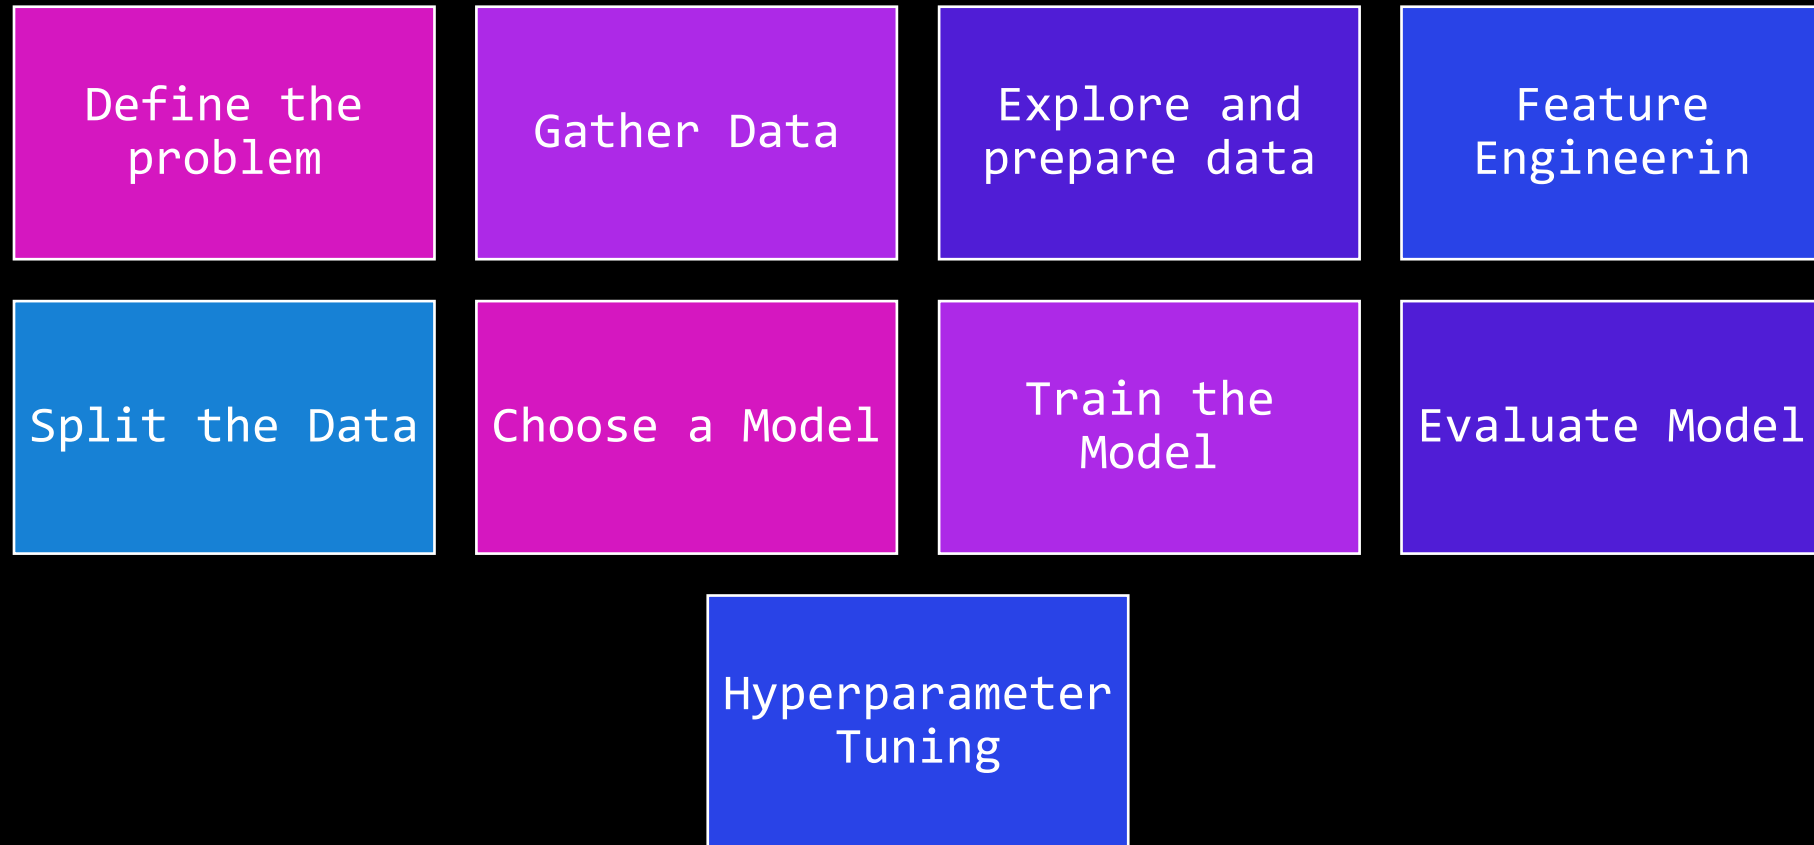 Define the
problem
Gather Data
Explore and
prepare data
Feature
Engineerin
Split the Data
Choose a Model
Train the
Model
Evaluate Model
Hyperparameter
Tuning